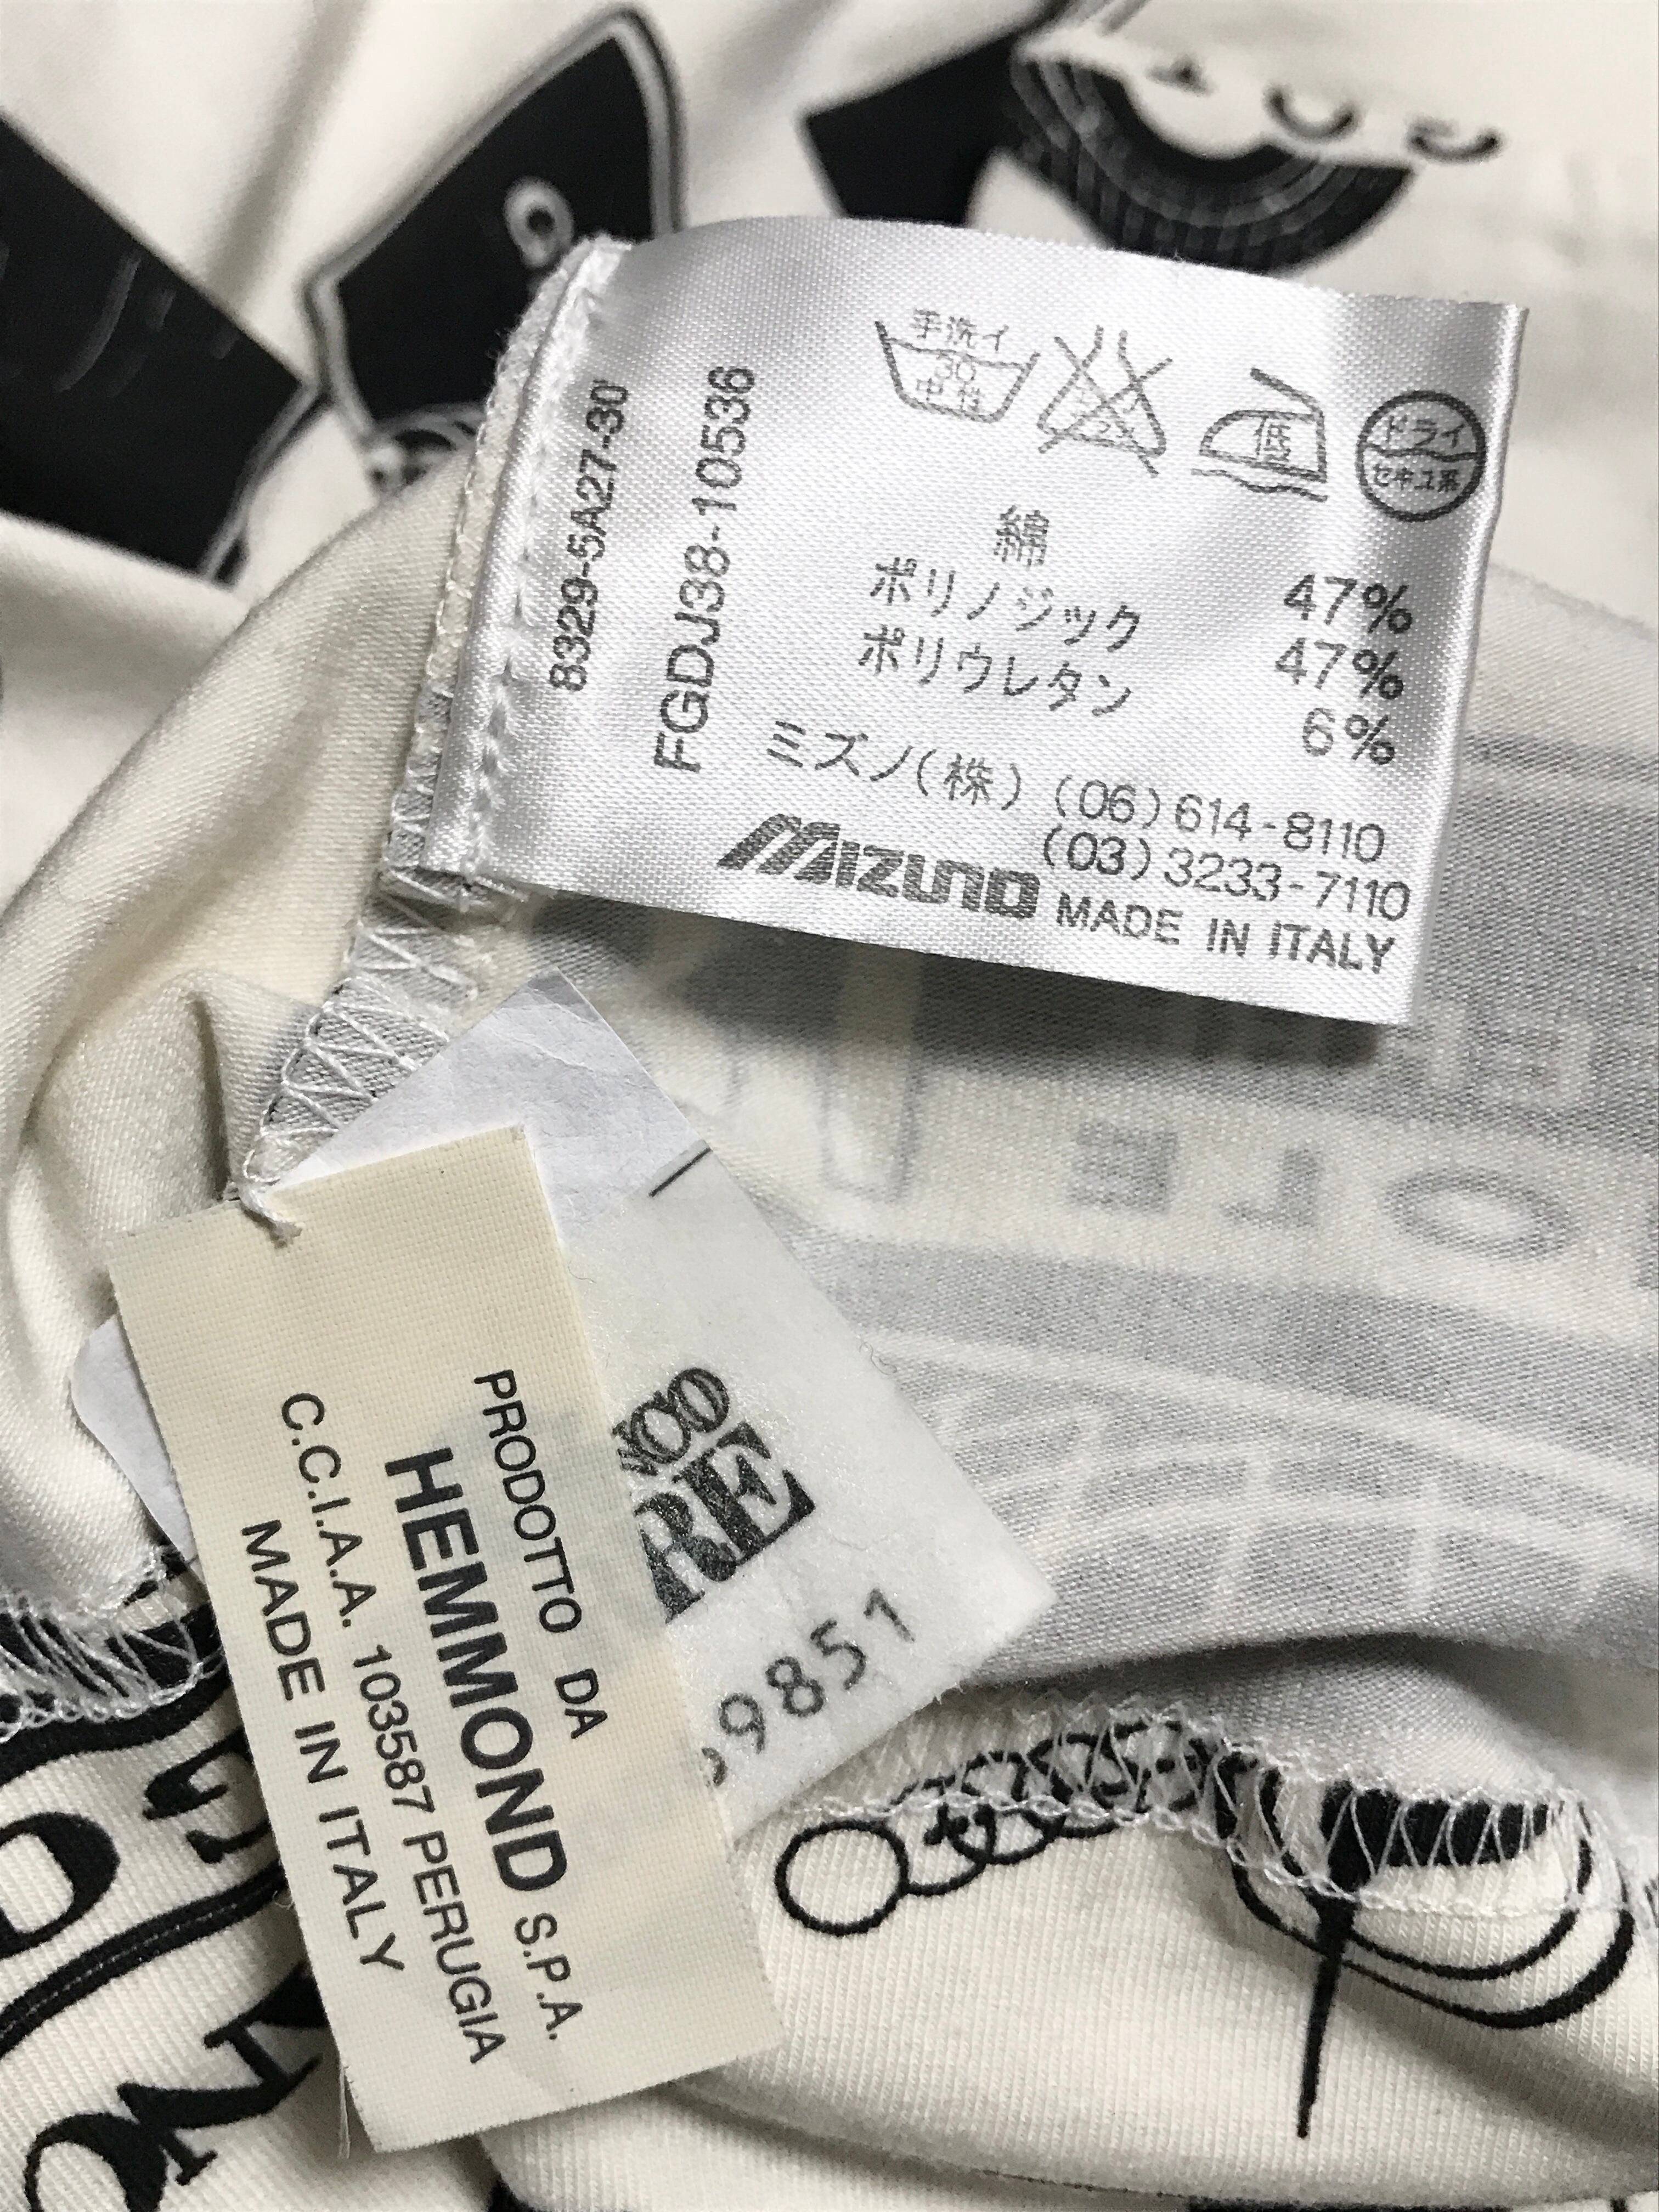 8329-5A27-30
FGDJ38-10536
手洗イ
30
中性
低
ドライ
セキユ系
綿 47%
ポリノジック 47%
ポリウレタン 6%
ミズノ(株) (06) 614-8110
(03) 3233-7110
MIZUNO MADE IN ITALY
PRODOTTO DA
HEMMOND S.P.A.
C.C.I.A.A. 103587 PERUGIA
MADE IN ITALY
CO
RE
9851